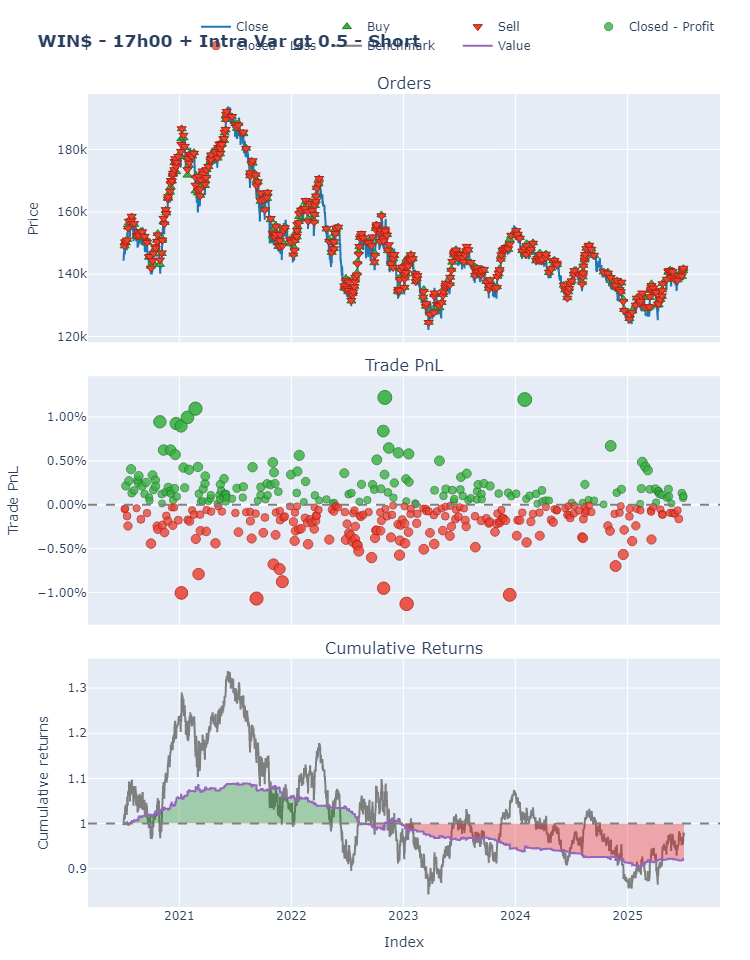 Close Buy Sell Closed - Profit
WIN$ - 17h00 + Intra Var gt 0.5 - Short
Closed - Loss Benchmark Value
Orders
180k
160k
140k
120k
Price
Trade PnL
1.00%
0.50%
0.00%
−0.50%
−1.00%
Trade PnL
Cumulative Returns
1.3
1.2
1.1
1
0.9
Cumulative returns
2021 2022 2023 2024 2025
Index